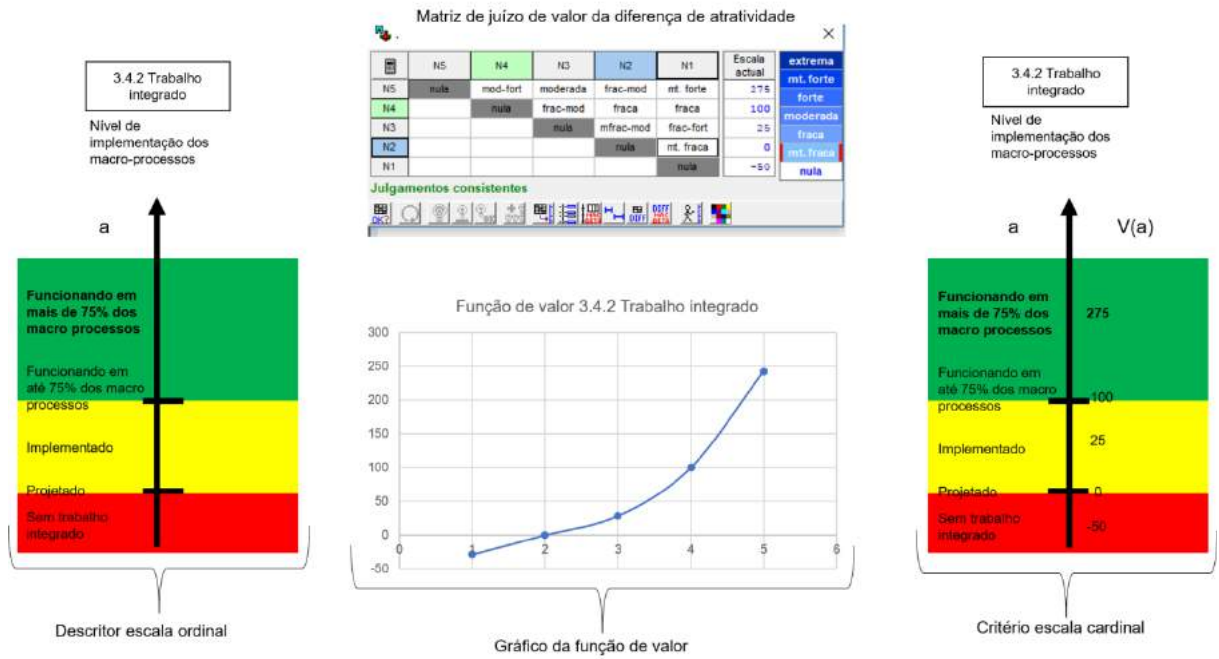 Matriz de juízo de valor da diferença de atratividade
3.4.2 Trabalho
integrado
Nível de
implementação dos
macro-processos
a
Funcionando em
mais de 75% dos
macro processos
Funcionando em
até 75% dos macro
processos
Implementado
Projetado
Sem trabalho
integrado
Descritor escala ordinal
N5 N4 N3 N2 N1 Escala actual
N5 nula mod-fort moderada frac-mod mt. forte 275
N4 nula frac-mod fraca fraca 100
N3 nula mfrac-mod frac-fort 25
N2 nula mt. fraca 0
N1 nula -50
extrema
mt. forte
forte
moderada
fraca
mt. fraca
nula
Julgamentos consistentes
Função de valor 3.4.2 Trabalho integrado
300
250
200
150
100
50
0
-50
0 1 2 3 4 5 6
Gráfico da função de valor
3.4.2 Trabalho
integrado
Nível de
implementação dos
macro-processos
a V(a)
Funcionando em
mais de 75% dos
macro processos
275
Funcionando em
até 75% dos macro
processos
100
Implementado 25
Projetado 0
Sem trabalho
integrado
-50
Critério escala cardinal